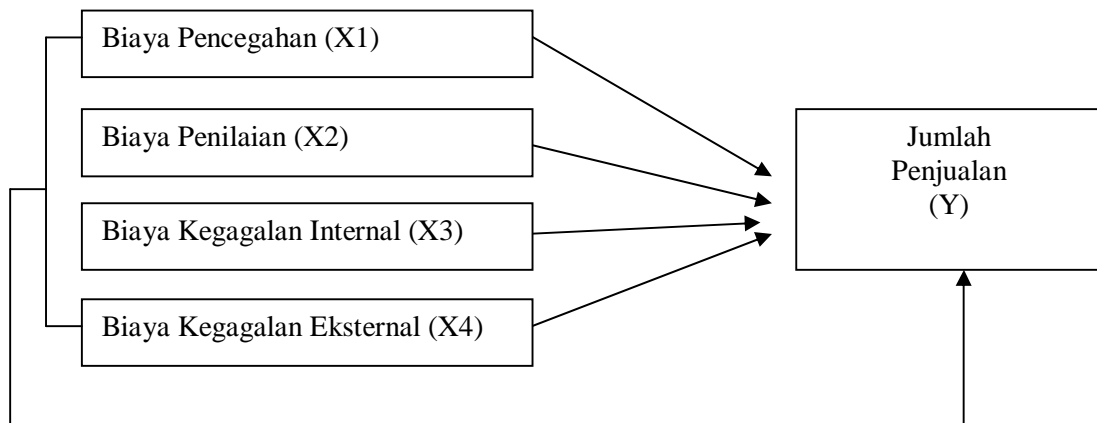 Biaya Pencegahan (X1)
Biaya Penilaian (X2)
Biaya Kegagalan Internal (X3)
Biaya Kegagalan Eksternal (X4)
Jumlah
Penjualan
(Y)